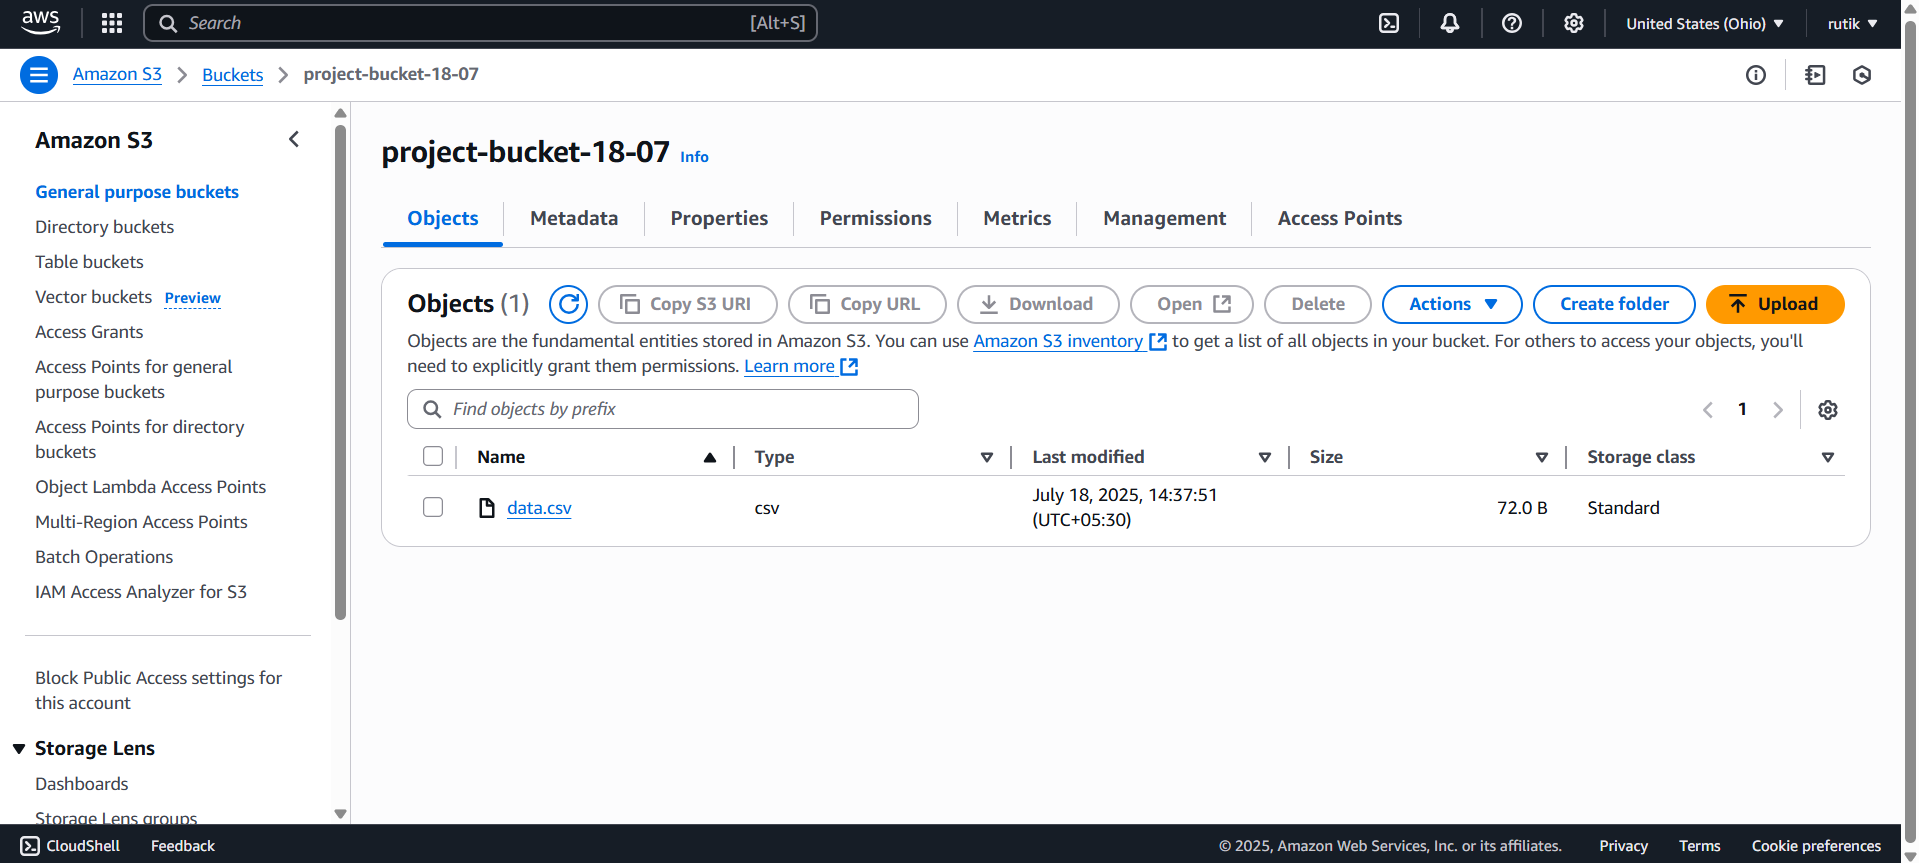 aws
Search [Alt+S]
United States (Ohio)
rutik
Amazon S3
Buckets
project-bucket-18-07
Amazon S3
General purpose buckets
Directory buckets
Table buckets
Vector buckets Preview
Access Grants
Access Points for general
purpose buckets
Access Points for directory
buckets
Object Lambda Access Points
Multi-Region Access Points
Batch Operations
IAM Access Analyzer for S3
Block Public Access settings for
this account
Storage Lens
Dashboards
Storage Lens groups
project-bucket-18-07 Info
Objects
Metadata
Properties
Permissions
Metrics
Management
Access Points
Objects (1)
Copy S3 URI
Copy URL
Download
Open
Delete
Actions
Create folder
Upload
Objects are the fundamental entities stored in Amazon S3. You can use Amazon S3 inventory to get a list of all objects in your bucket. For others to access your objects, you'll
need to explicitly grant them permissions. Learn more
Find objects by prefix
1
Name Type Last modified Size Storage class
data.csv csv July 18, 2025, 14:37:51
(UTC+05:30) 72.0 B Standard
CloudShell Feedback © 2025, Amazon Web Services, Inc. or its affiliates. Privacy Terms Cookie preferences